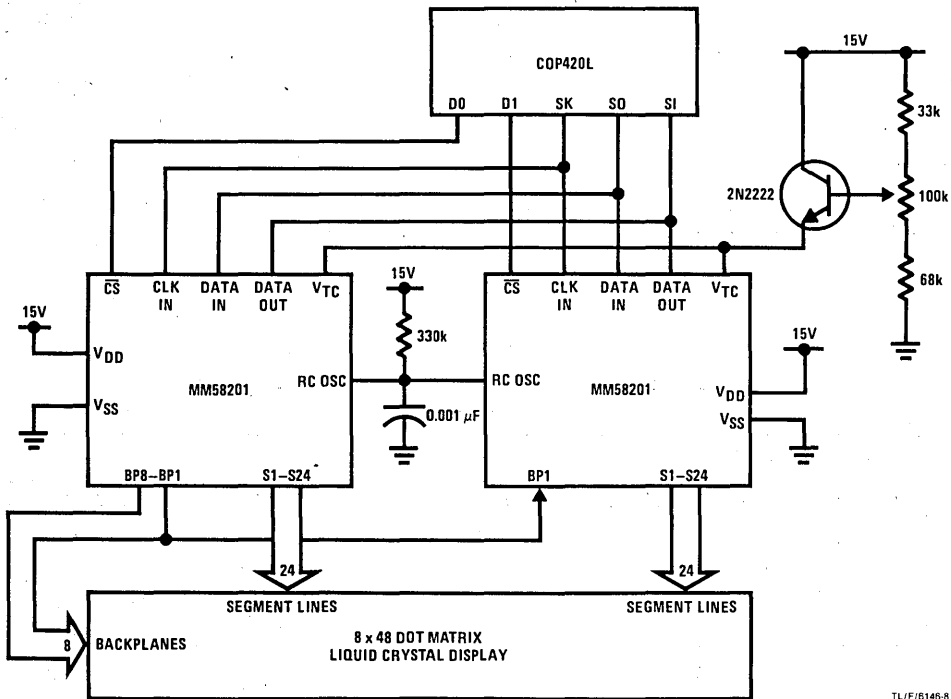 COP420L
D0 D1 SK SO SI
15V
33k
2N2222
100k
68k
CS CLK IN DATA IN DATA OUT VTC
15V
330k
CS CLK IN DATA IN DATA OUT VTC
15V
VDD
VSS
MM58201
RC OSC
0.001 µF
RC OSC
MM58201
15V
VDD
VSS
BP8–BP1
S1–S24
BP1
S1–S24
24
24
SEGMENT LINES
SEGMENT LINES
8
BACKPLANES
8 x 48 DOT MATRIX
LIQUID CRYSTAL DISPLAY
TL/F/6146-8